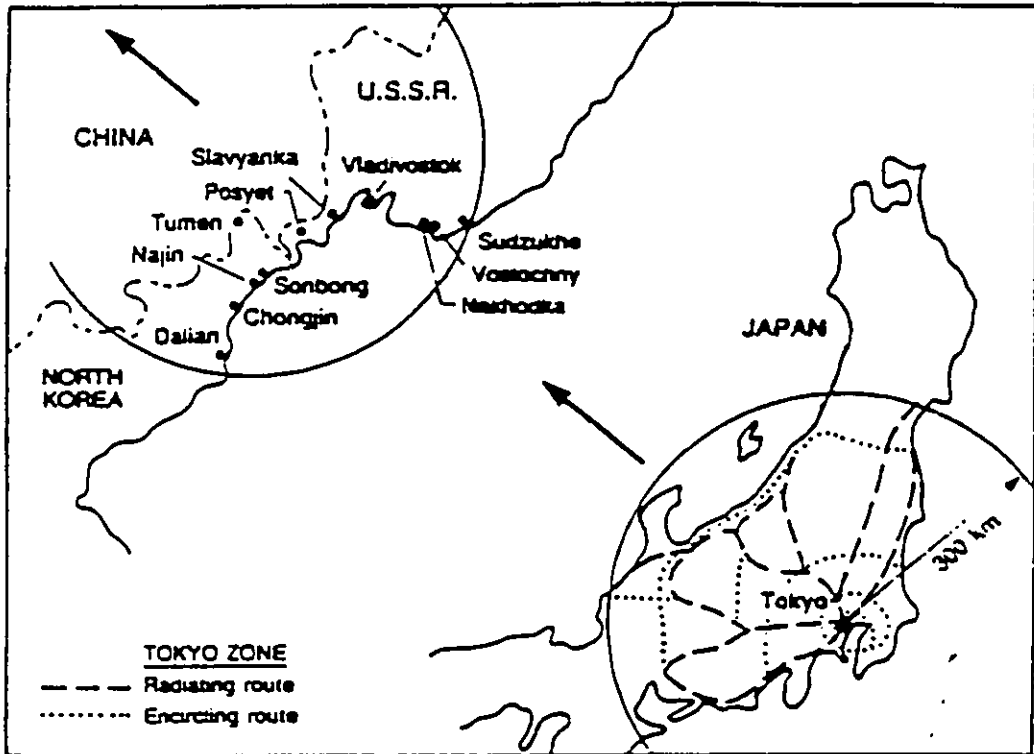 U.S.S.R.
CHINA
Slavyanka
Vladivostok
Posyet
Tumen
Sudzukhe
Najin
Vostochny
Sonbong
Nakhodka
Chongjin
Dalian
JAPAN
NORTH
KOREA
300 km
Tokyo
TOKYO ZONE
Radiating route
Encircling route